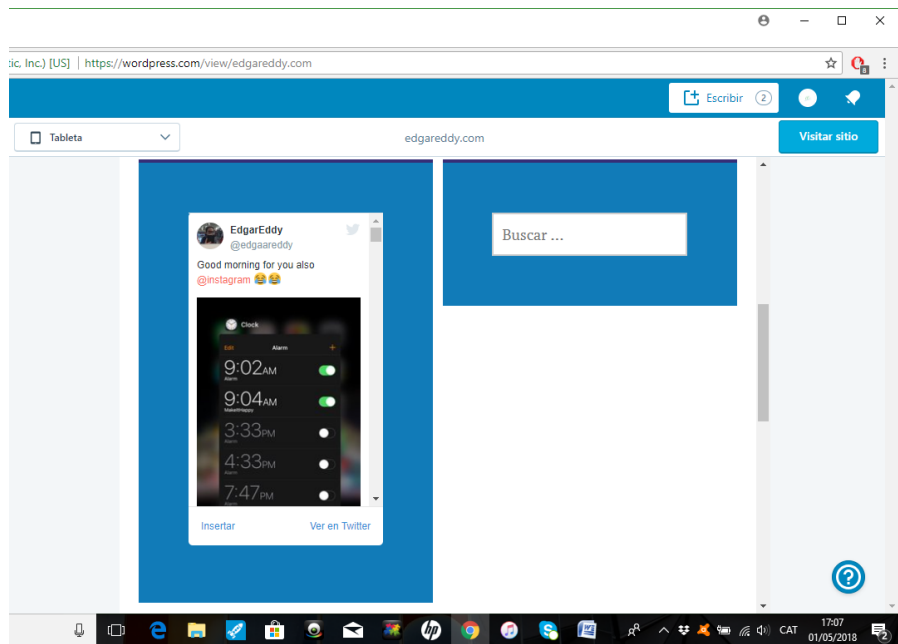 tic, Inc.) [US] | https://wordpress.com/view/edgareddy.com
8
Escribir 2
Tableta
edgareddy.com
Visitar sitio
EdgarEddy
@edgaareddy
Good morning for you also
@instagram 😂😂
Clock
Edit Alarm +
9:02AM
Alarm
9:04AM
MakeItHappy
3:33PM
Alarm
4:33PM
Alarm
7:47PM
Insertar Ver en Twitter
Buscar ...
?
hp
CAT
17:07
01/05/2018
2